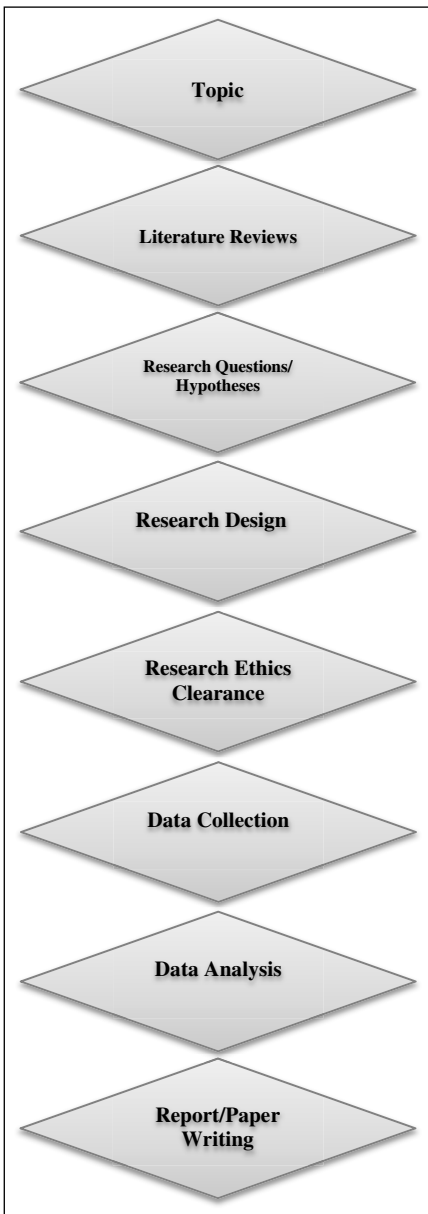 Topic
Literature Reviews
Research Questions/
Hypotheses
Research Design
Research Ethics
Clearance
Data Collection
Data Analysis
Report/Paper
Writing